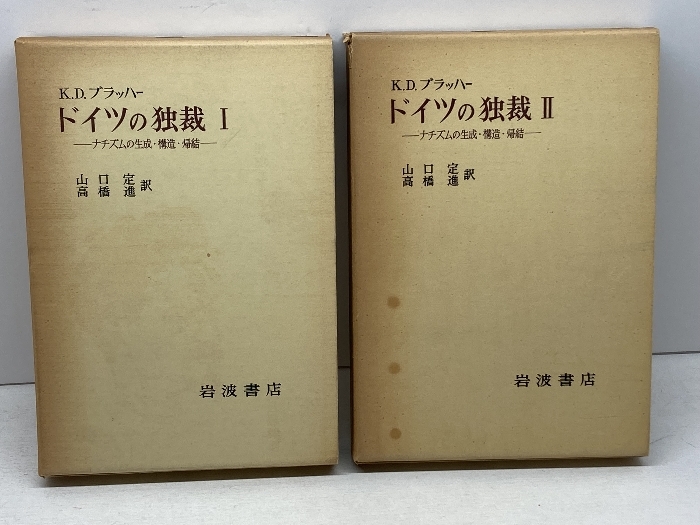 K.D.ブラッハー
ドイツの独裁 I
―ナチズムの生成・構造・帰結―
山口 定
高橋 進 訳
岩波書店
K.D.ブラッハー
ドイツの独裁 II
―ナチズムの生成・構造・帰結―
山口 定
高橋 進 訳
岩波書店